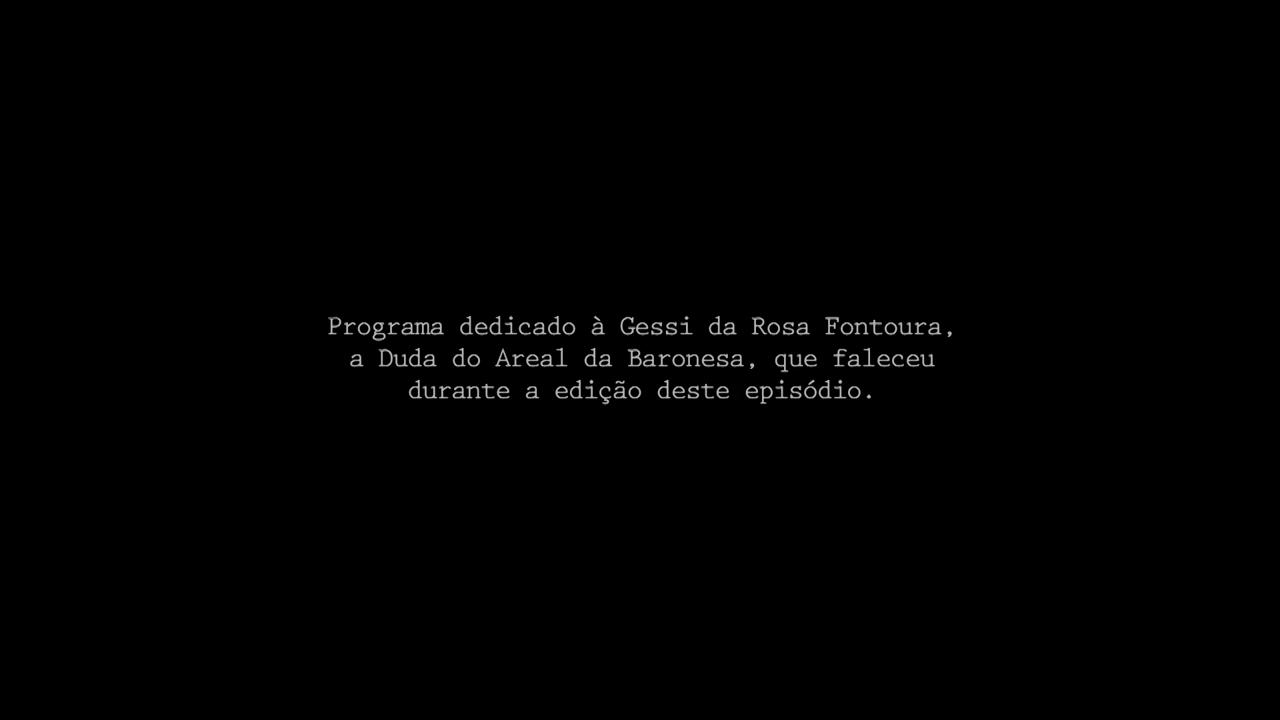 Programa dedicado à Gessi da Rosa Fontoura,
a Duda do Areal da Baronesa, que faleceu
durante a edição deste episódio.